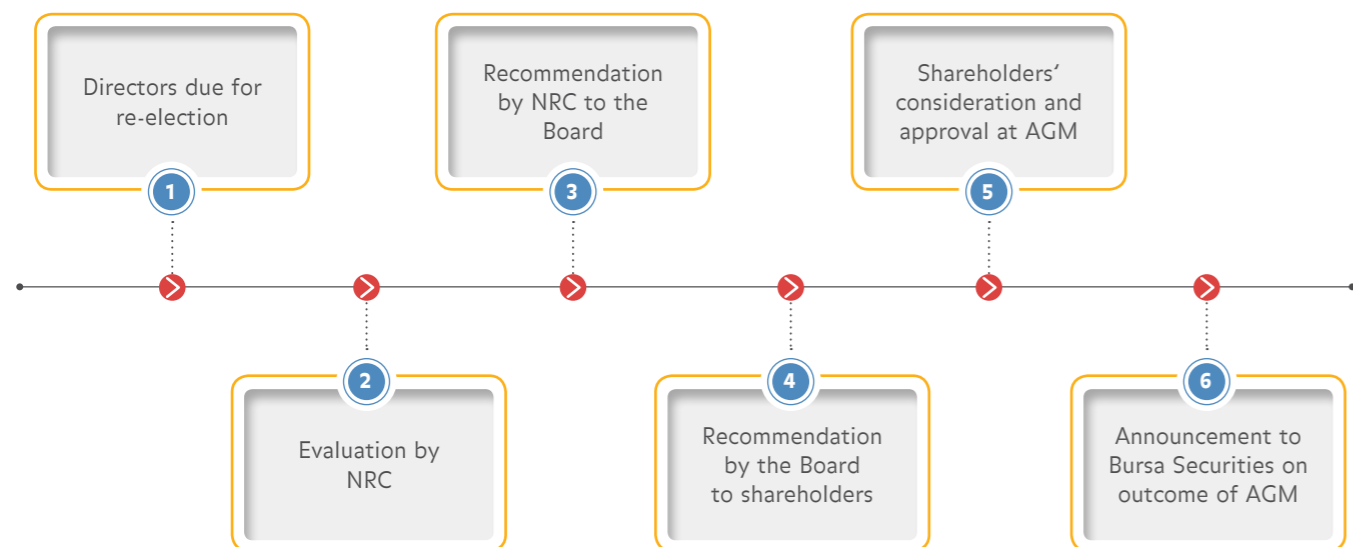 Directors due for
re-election
1
2
Evaluation by
NRC
Recommendation
by NRC to the
Board
3
4
Recommendation
by the Board
to shareholders
Shareholders’
consideration and
approval at AGM
5
6
Announcement to
Bursa Securities on
outcome of AGM